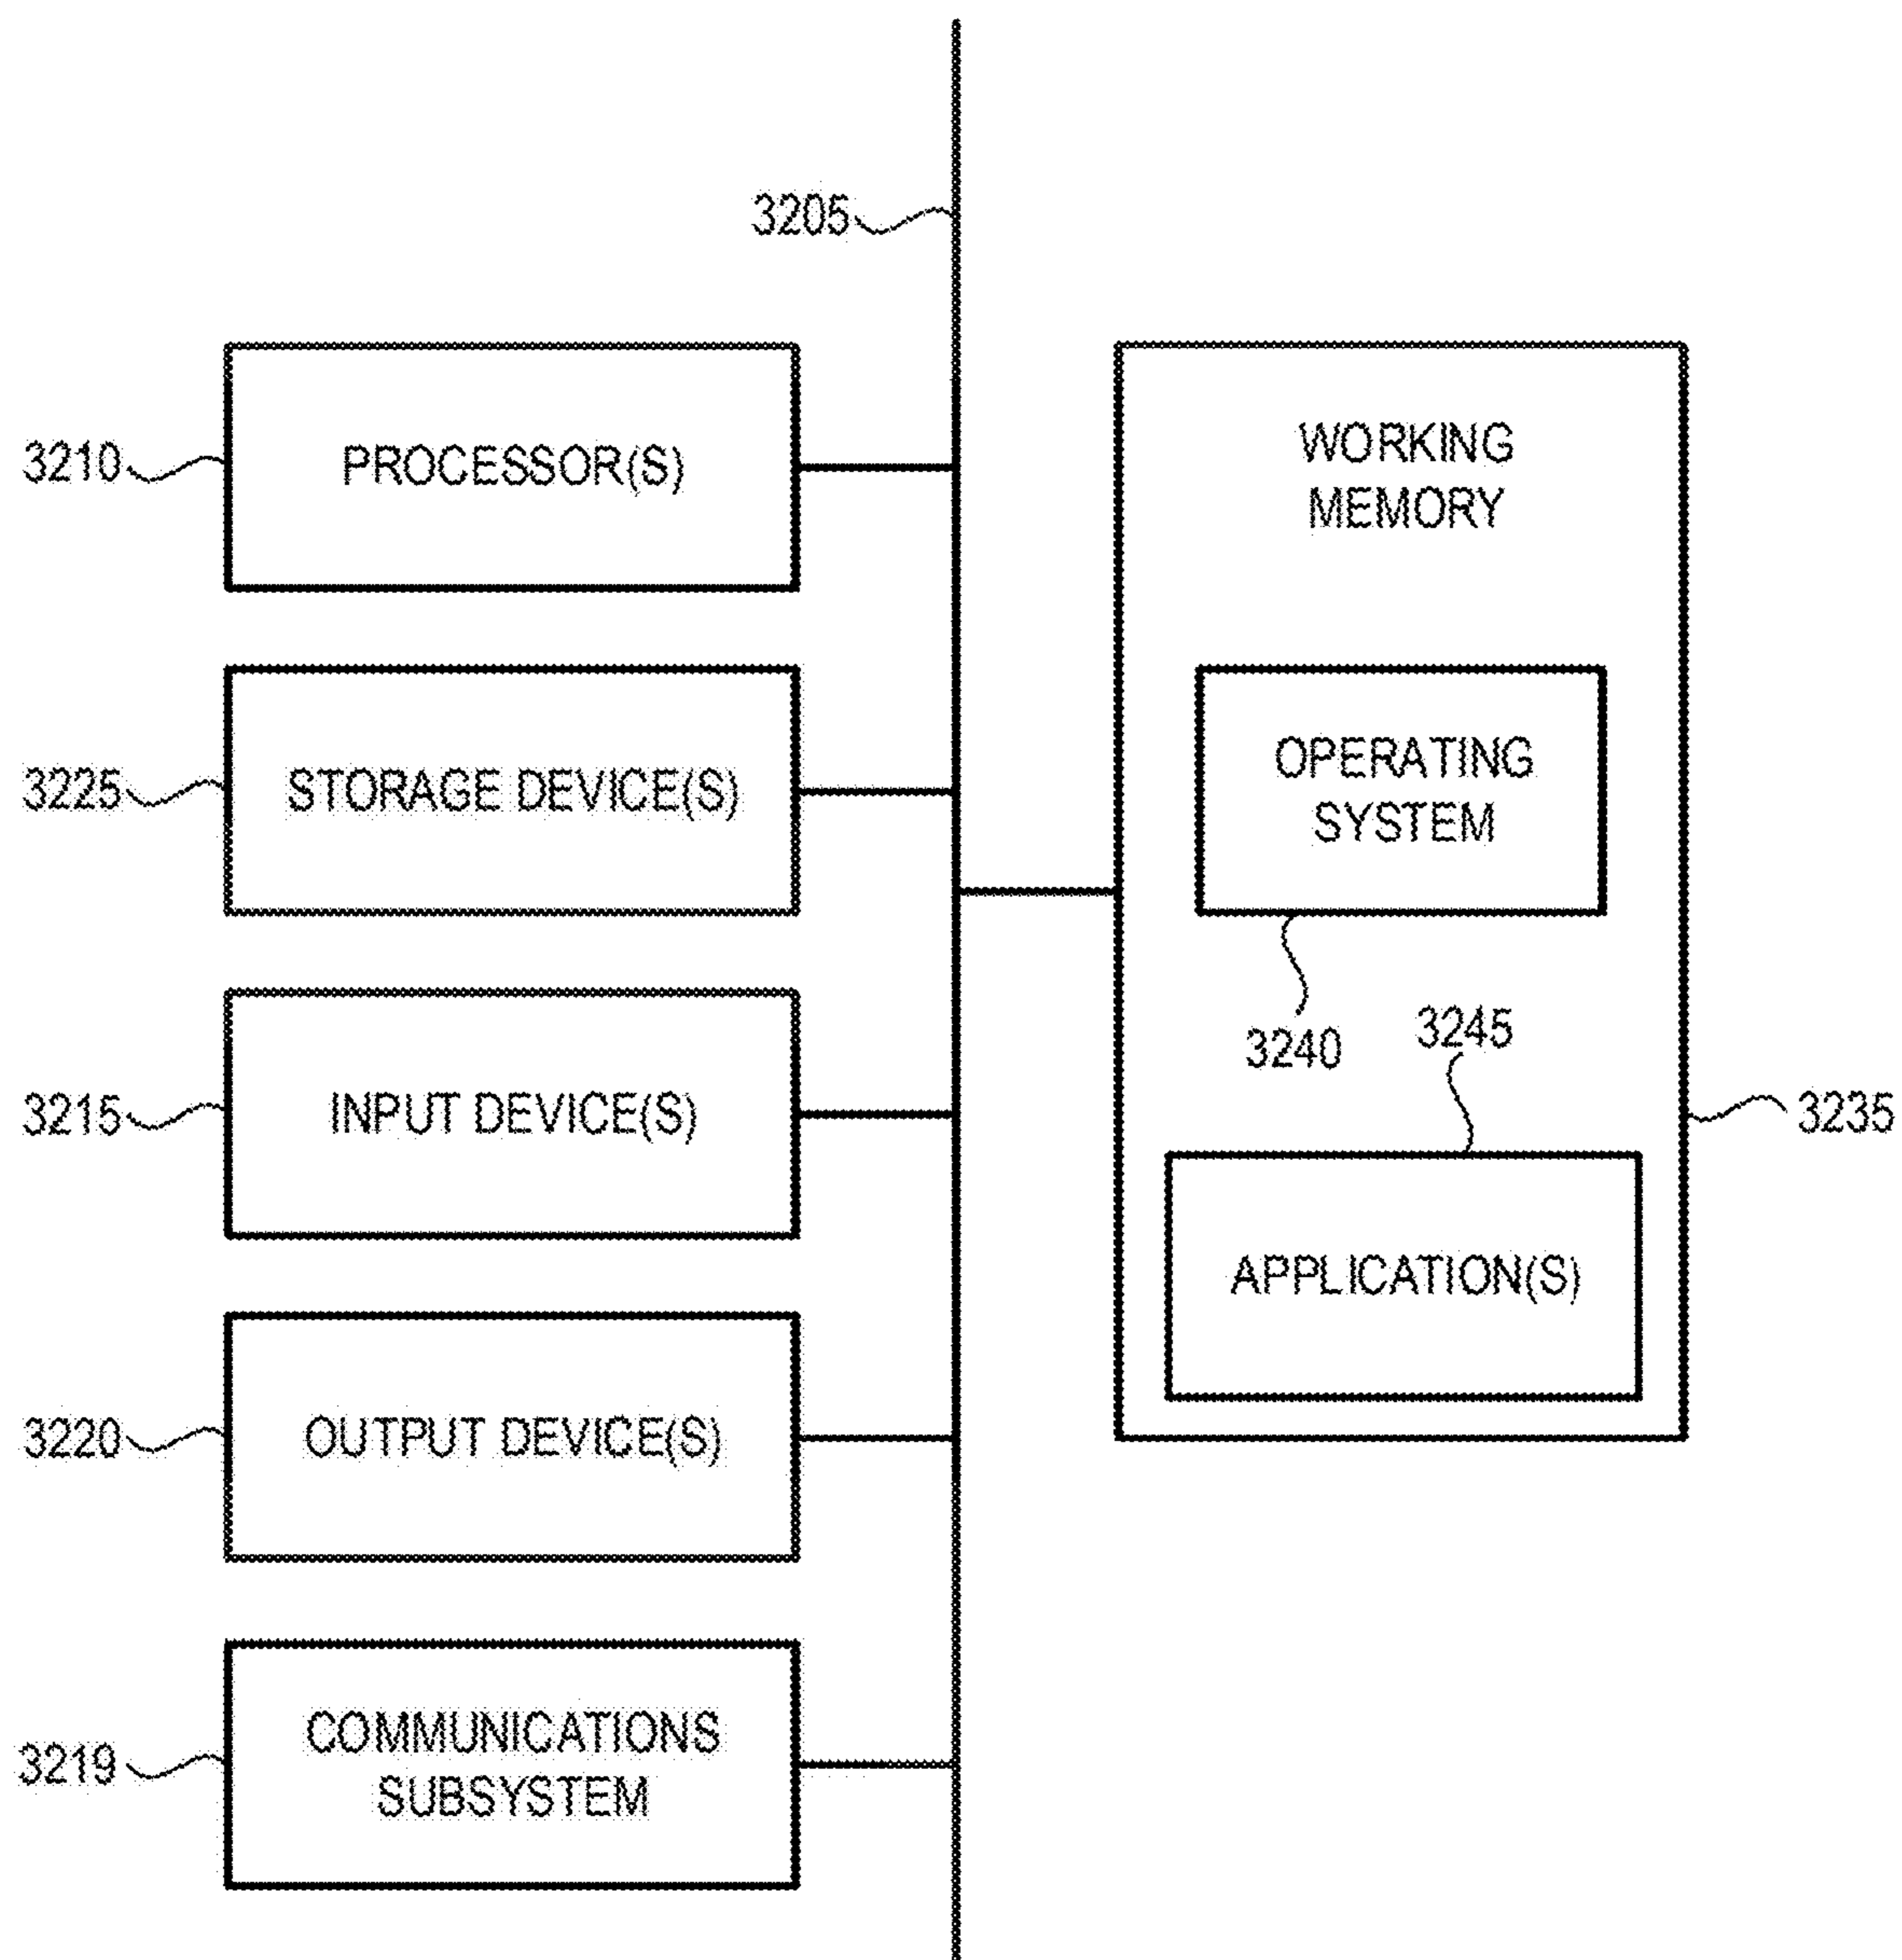 3205
3210
PROCESSOR(S)
3225
STORAGE DEVICE(S)
3215
INPUT DEVICE(S)
3220
OUTPUT DEVICE(S)
3219
COMMUNICATIONS
SUBSYSTEM
WORKING
MEMORY
OPERATING
SYSTEM
3240
3245
3235
APPLICATION(S)